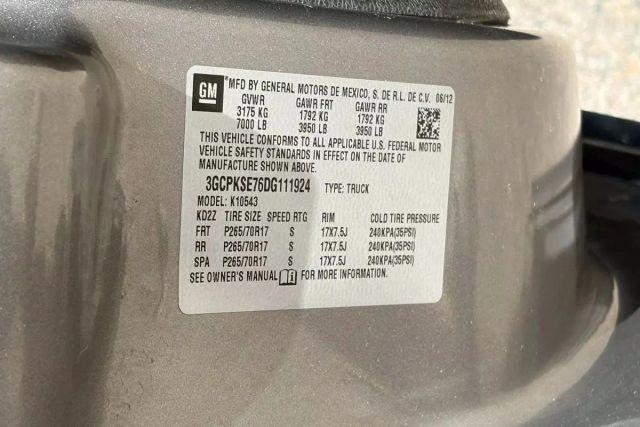 GM MFD BY GENERAL MOTORS DE MEXICO, S. DE R.L. DE C.V. 06/12
GVWR GAWR FRT GAWR RR
3175 KG 1792 KG 1792 KG
7000 LB 3950 LB 3950 LB
THIS VEHICLE CONFORMS TO ALL APPLICABLE U.S. FEDERAL MOTOR
VEHICLE SAFETY STANDARDS IN EFFECT ON THE DATE OF
MANUFACTURE SHOWN ABOVE.
3GCPKSE76DG111924 TYPE: TRUCK
MODEL: K10543
KD2Z TIRE SIZE SPEED RTG RIM COLD TIRE PRESSURE
FRT P265/70R17 S 17X7.5J 240KPA(35PSI)
RR P265/70R17 S 17X7.5J 240KPA(35PSI)
SPA P265/70R17 S 17X7.5J 240KPA(35PSI)
SEE OWNER'S MANUAL FOR MORE INFORMATION.